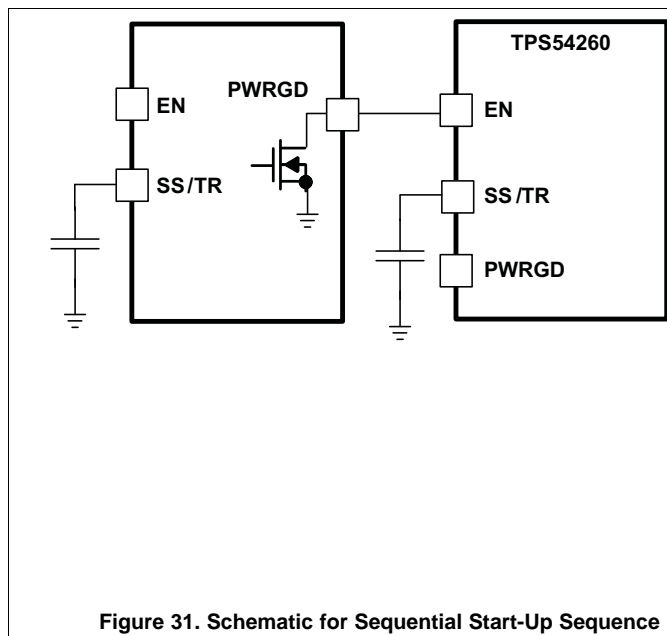 TPS54260
PWRGD
EN
EN
SS/TR
SS/TR
PWRGD
Figure 31. Schematic for Sequential Start-Up Sequence